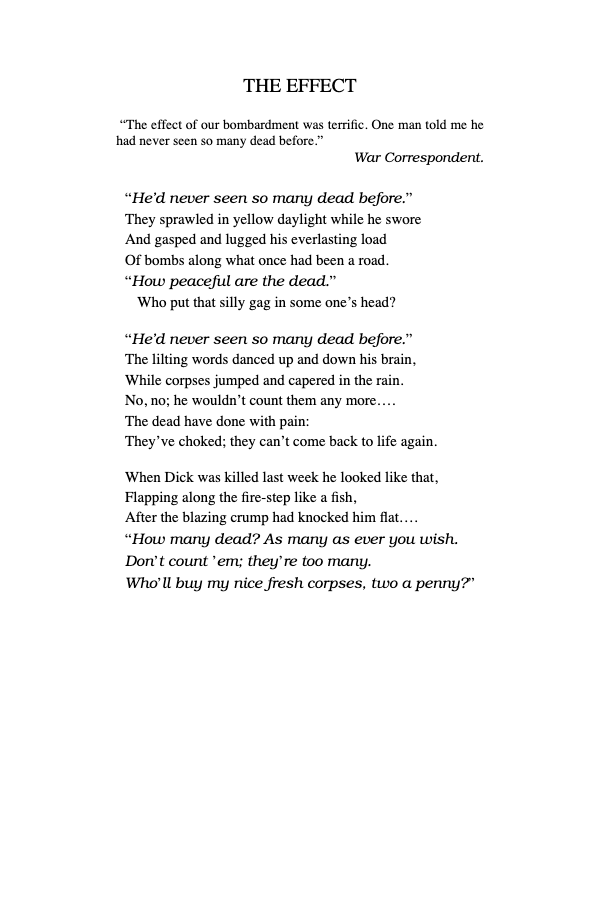 THE EFFECT
“The effect of our bombardment was terrific. One man told me he
had never seen so many dead before.”
War Correspondent.
“He’d never seen so many dead before.”
They sprawled in yellow daylight while he swore
And gasped and lugged his everlasting load
Of bombs along what once had been a road.
“How peaceful are the dead.”
Who put that silly gag in some one’s head?
“He’d never seen so many dead before.”
The lilting words danced up and down his brain,
While corpses jumped and capered in the rain.
No, no; he wouldn’t count them any more....
The dead have done with pain:
They’ve choked; they can’t come back to life again.
When Dick was killed last week he looked like that,
Flapping along the fire-step like a fish,
After the blazing crump had knocked him flat....
“How many dead? As many as ever you wish.
Don’t count ’em; they’re too many.
Who’ll buy my nice fresh corpses, two a penny?”